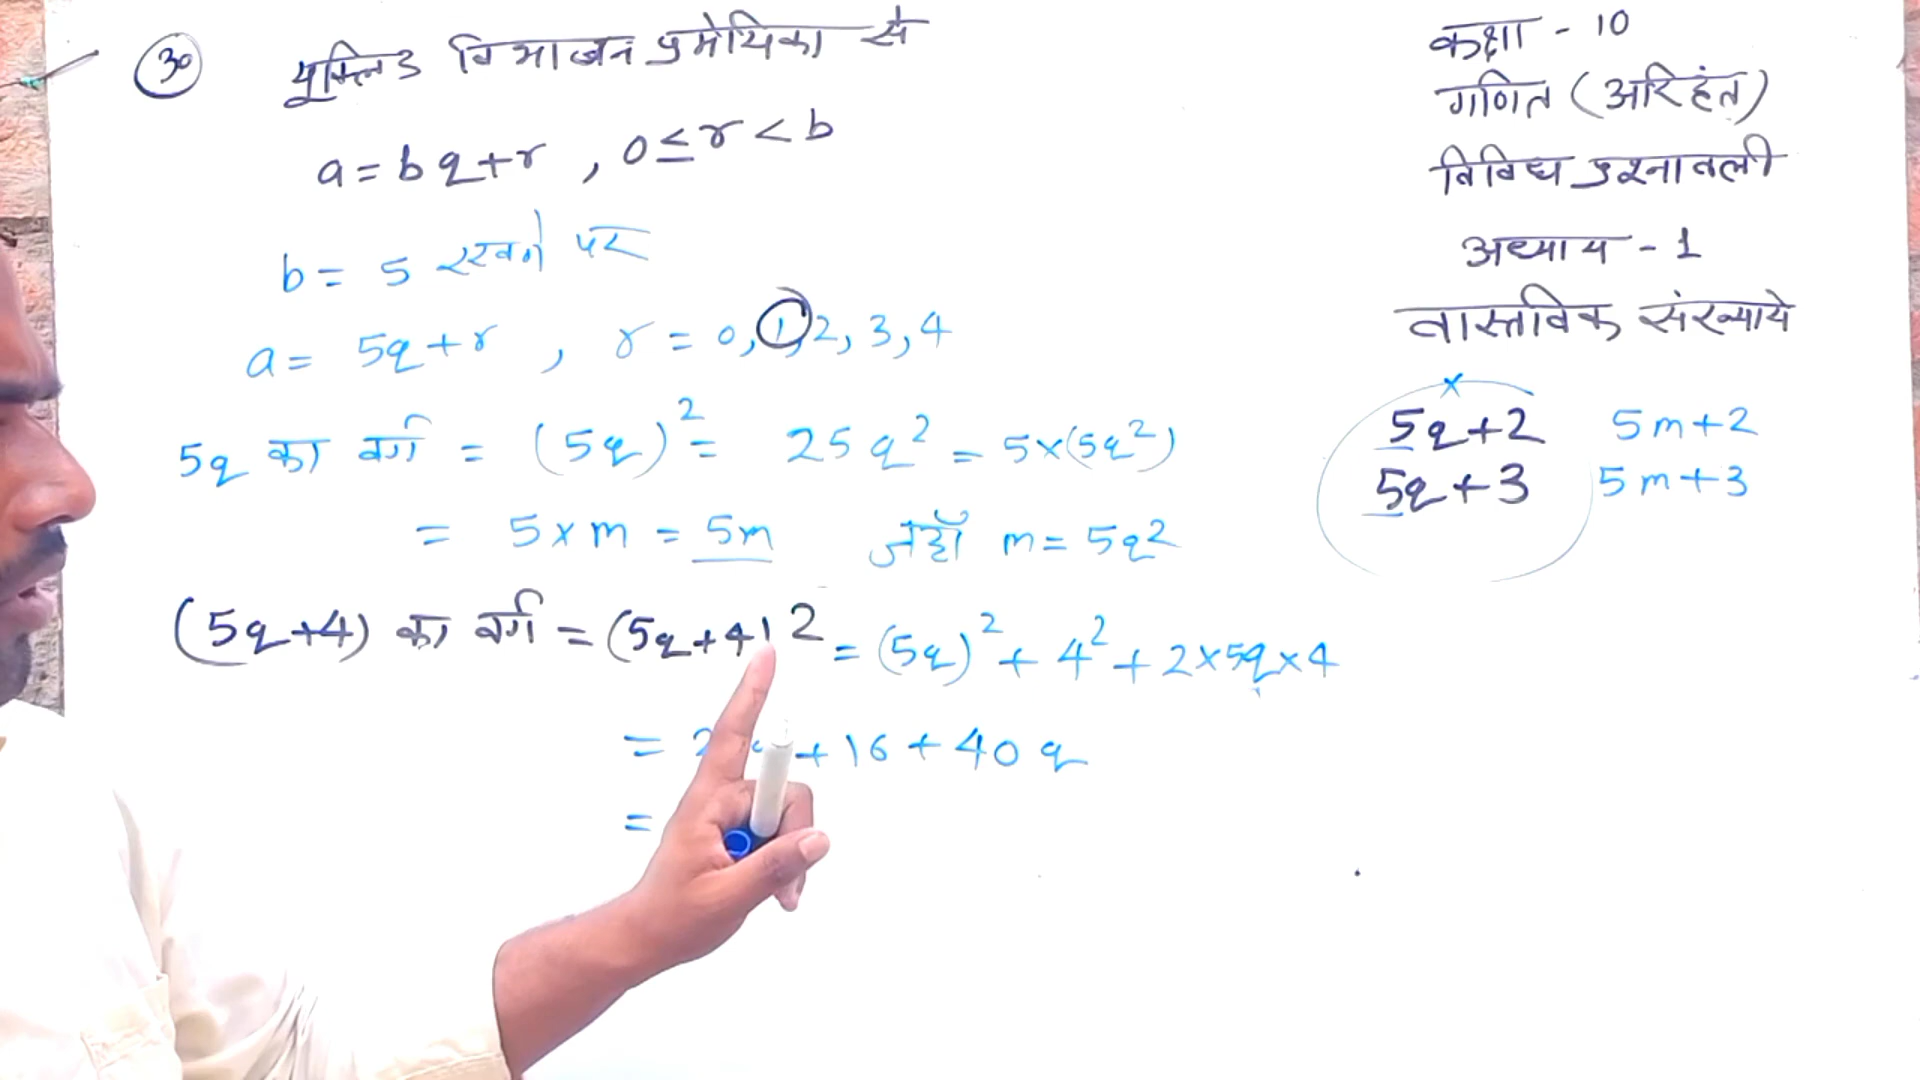 30 यूक्लिड विभाजन प्रमेयिका से
a = bq + r , 0 ≤ r < b
b = 5 रखने पर
a = 5q + r , r = 0, 1, 2, 3, 4
5q का वर्ग = (5q)² = 25q² = 5×(5q²)
= 5×m = 5m जहाँ m = 5q²
(5q+4) का वर्ग = (5q+4)2 = (5q)² + 4² + 2×5q×4
= 2 + 16 + 40q
=
कक्षा - 10
गणित (अरिहंत)
विविध प्रश्नावली
अध्याय - 1
वास्तविक संख्याये
×
5q+2 5m+2
5q+3 5m+3